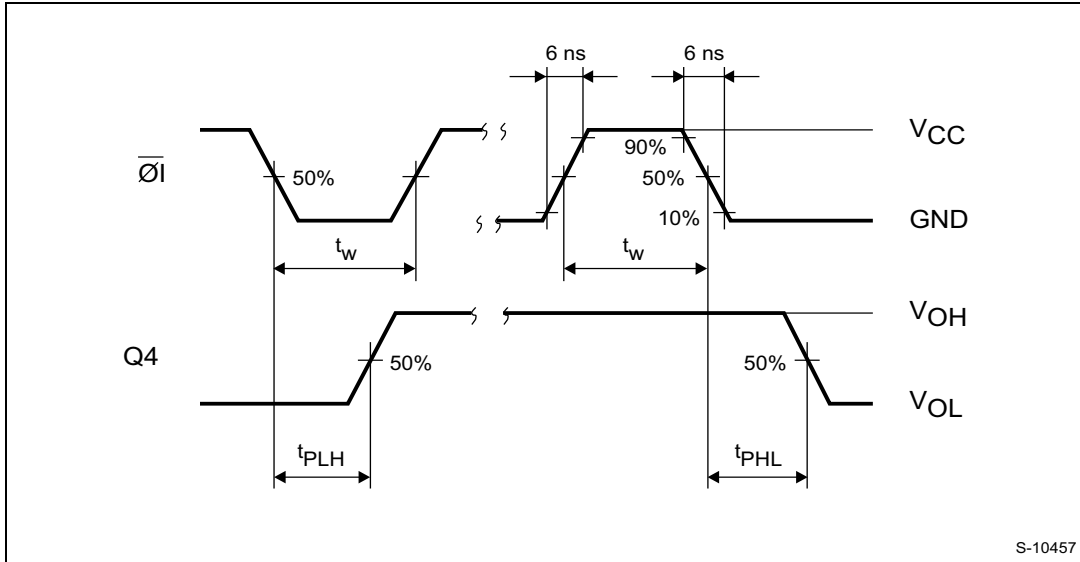 6 ns 6 ns
V_CC
90%
ØI 50% 50%
10% GND
t_w t_w
V_OH
Q4 50% 50%
V_OL
t_PLH t_PHL
S-10457